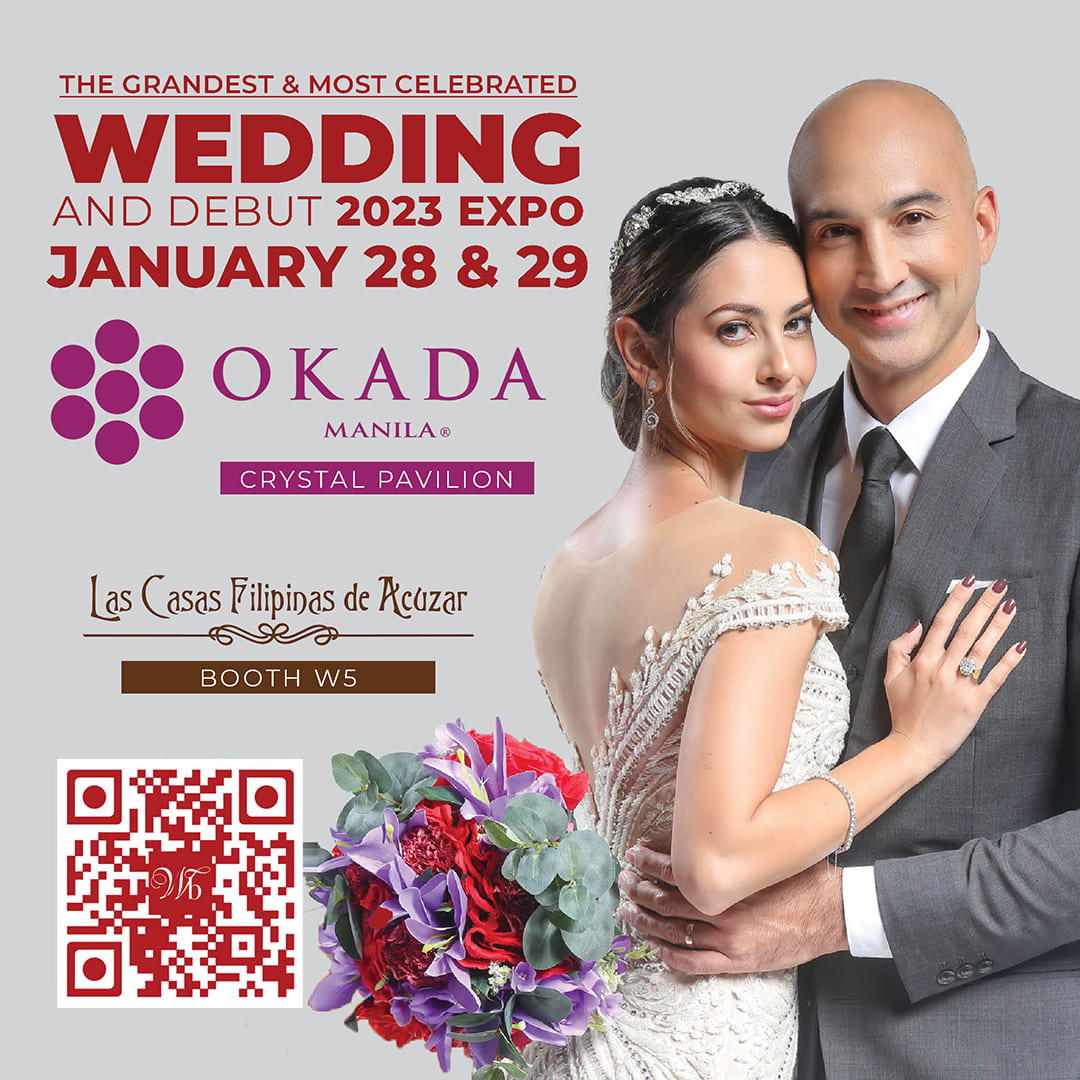 THE GRANDEST & MOST CELEBRATED
WEDDING
AND DEBUT 2023 EXPO
JANUARY 28 & 29
OKADA
MANILA®
CRYSTAL PAVILION
Las Casas Filipinas de Acuzar
BOOTH W5
WT